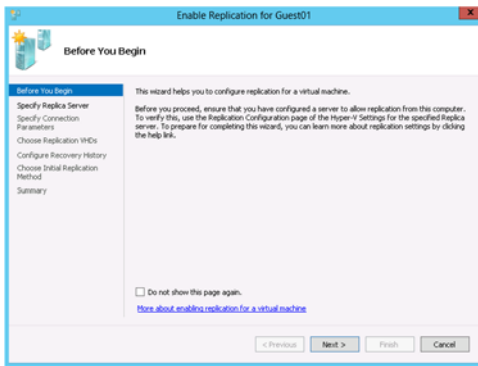 Enable Replication for Guest01
x
Before You Begin
Before You Begin
Specify Replica Server
Specify Connection
Parameters
Choose Replication VHDs
Configure Recovery History
Choose Initial Replication
Method
Summary
This wizard helps you to configure replication for a virtual machine.
Before you proceed, ensure that you have configured a server to allow replication from this computer.
To verify this, use the Replication Configuration page of the Hyper-V Settings for the specified Replica
server. To prepare for completing this wizard, you can learn more about replication settings by clicking
the help link.
Do not show this page again.
More about enabling replication for a virtual machine
< Previous
Next >
Finish
Cancel